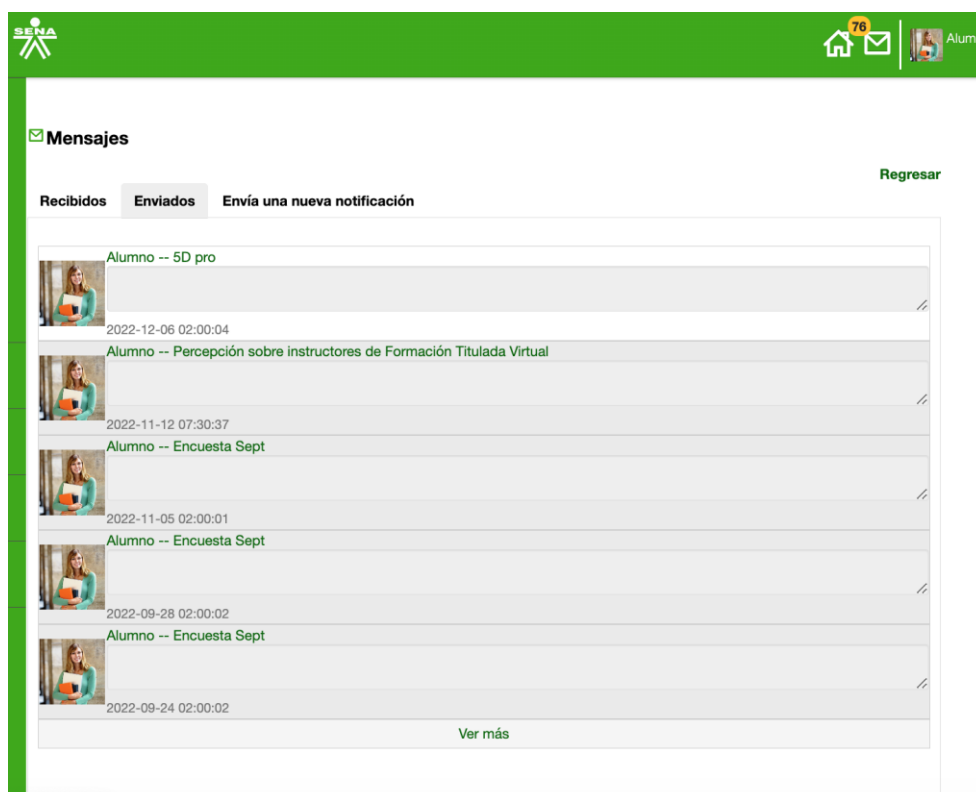 SENA
76
Alum
Mensajes
Regresar
Recibidos Enviados Envía una nueva notificación
Alumno -- 5D pro
2022-12-06 02:00:04
Alumno -- Percepción sobre instructores de Formación Titulada Virtual
2022-11-12 07:30:37
Alumno -- Encuesta Sept
2022-11-05 02:00:01
Alumno -- Encuesta Sept
2022-09-28 02:00:02
Alumno -- Encuesta Sept
2022-09-24 02:00:02
Ver más